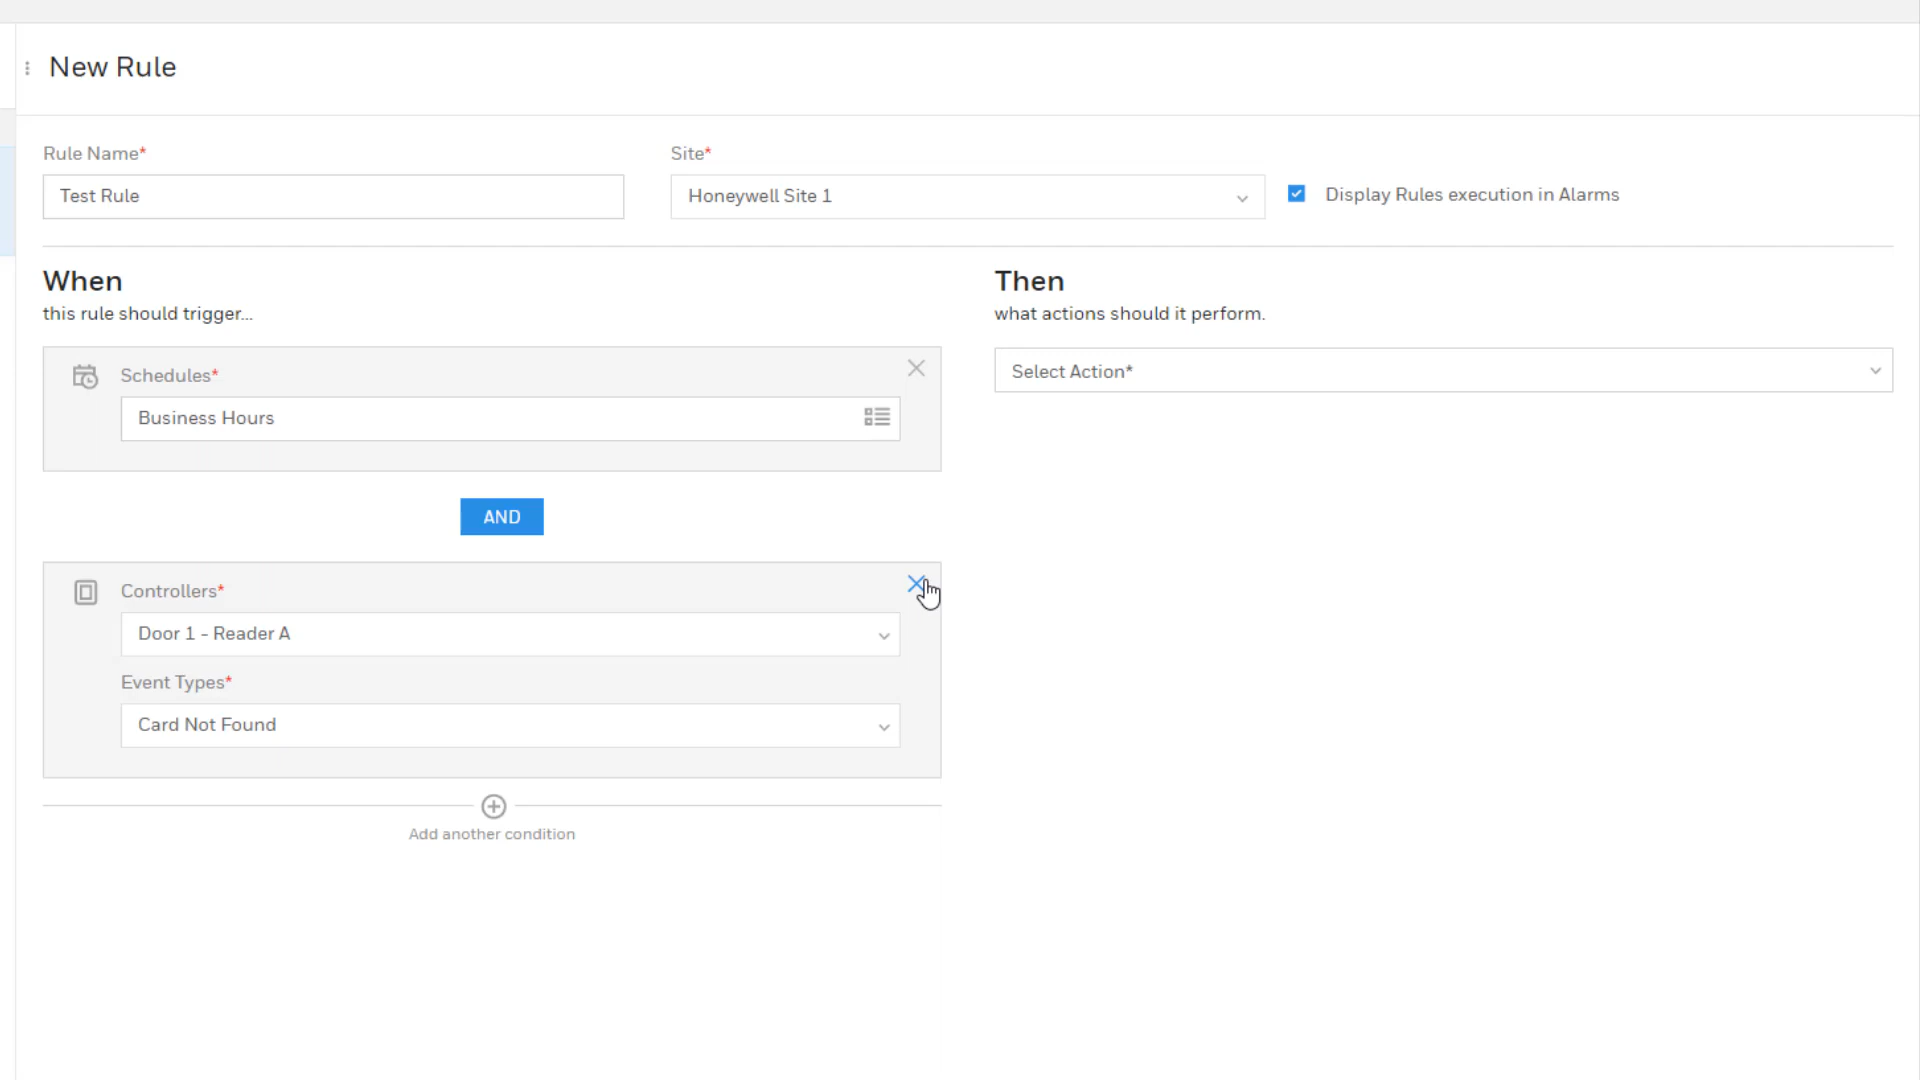 New Rule
Rule Name*
Site*
Test Rule
Honeywell Site 1
Display Rules execution in Alarms
When
this rule should trigger...
Then
what actions should it perform.
Schedules*
Business Hours
Select Action*
AND
Controllers*
Door 1 - Reader A
Event Types*
Card Not Found
Add another condition